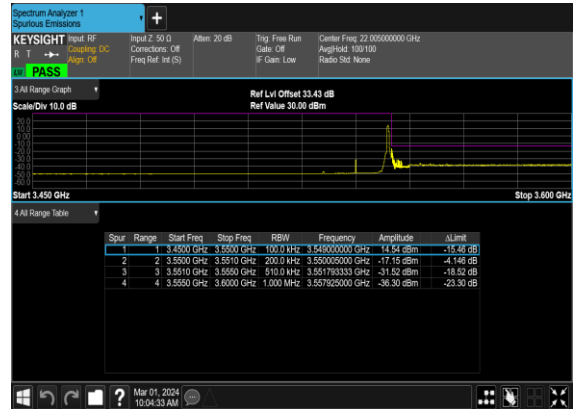 Spectrum Analyzer 1
Spurious Emissions
+
KEYSIGHT Input: RF Input Z: 50 Ω Atten: 20 dB Trig: Free Run Center Freq: 22.005000000 GHz
R T Coupling: DC Corrections: Off Gate: Off Avg|Hold: 100/100
Align: Off Freq Ref: Int (S) IF Gain: Low Radio Std: None
PASS
3 All Range Graph
Ref Lvl Offset 33.43 dB
Scale/Div 10.0 dB Ref Value 30.00 dBm
20.0
10.0
0.00
-10.0
-20.0
-30.0
-40.0
-50.0
-60.0
Start 3.450 GHz Stop 3.600 GHz
4 All Range Table
Spur Range Start Freq Stop Freq RBW Frequency Amplitude ΔLimit
1 1 3.4500 GHz 3.5500 GHz 100.0 kHz 3.549000000 GHz 14.54 dBm -15.46 dB
2 2 3.5500 GHz 3.5510 GHz 200.0 kHz 3.550005000 GHz -17.15 dBm -4.146 dB
3 3 3.5510 GHz 3.5550 GHz 510.0 kHz 3.551793333 GHz -31.52 dBm -18.52 dB
4 4 3.5550 GHz 3.6000 GHz 1.000 MHz 3.557925000 GHz -36.30 dBm -23.30 dB
? Mar 01, 2024
10:04:33 AM